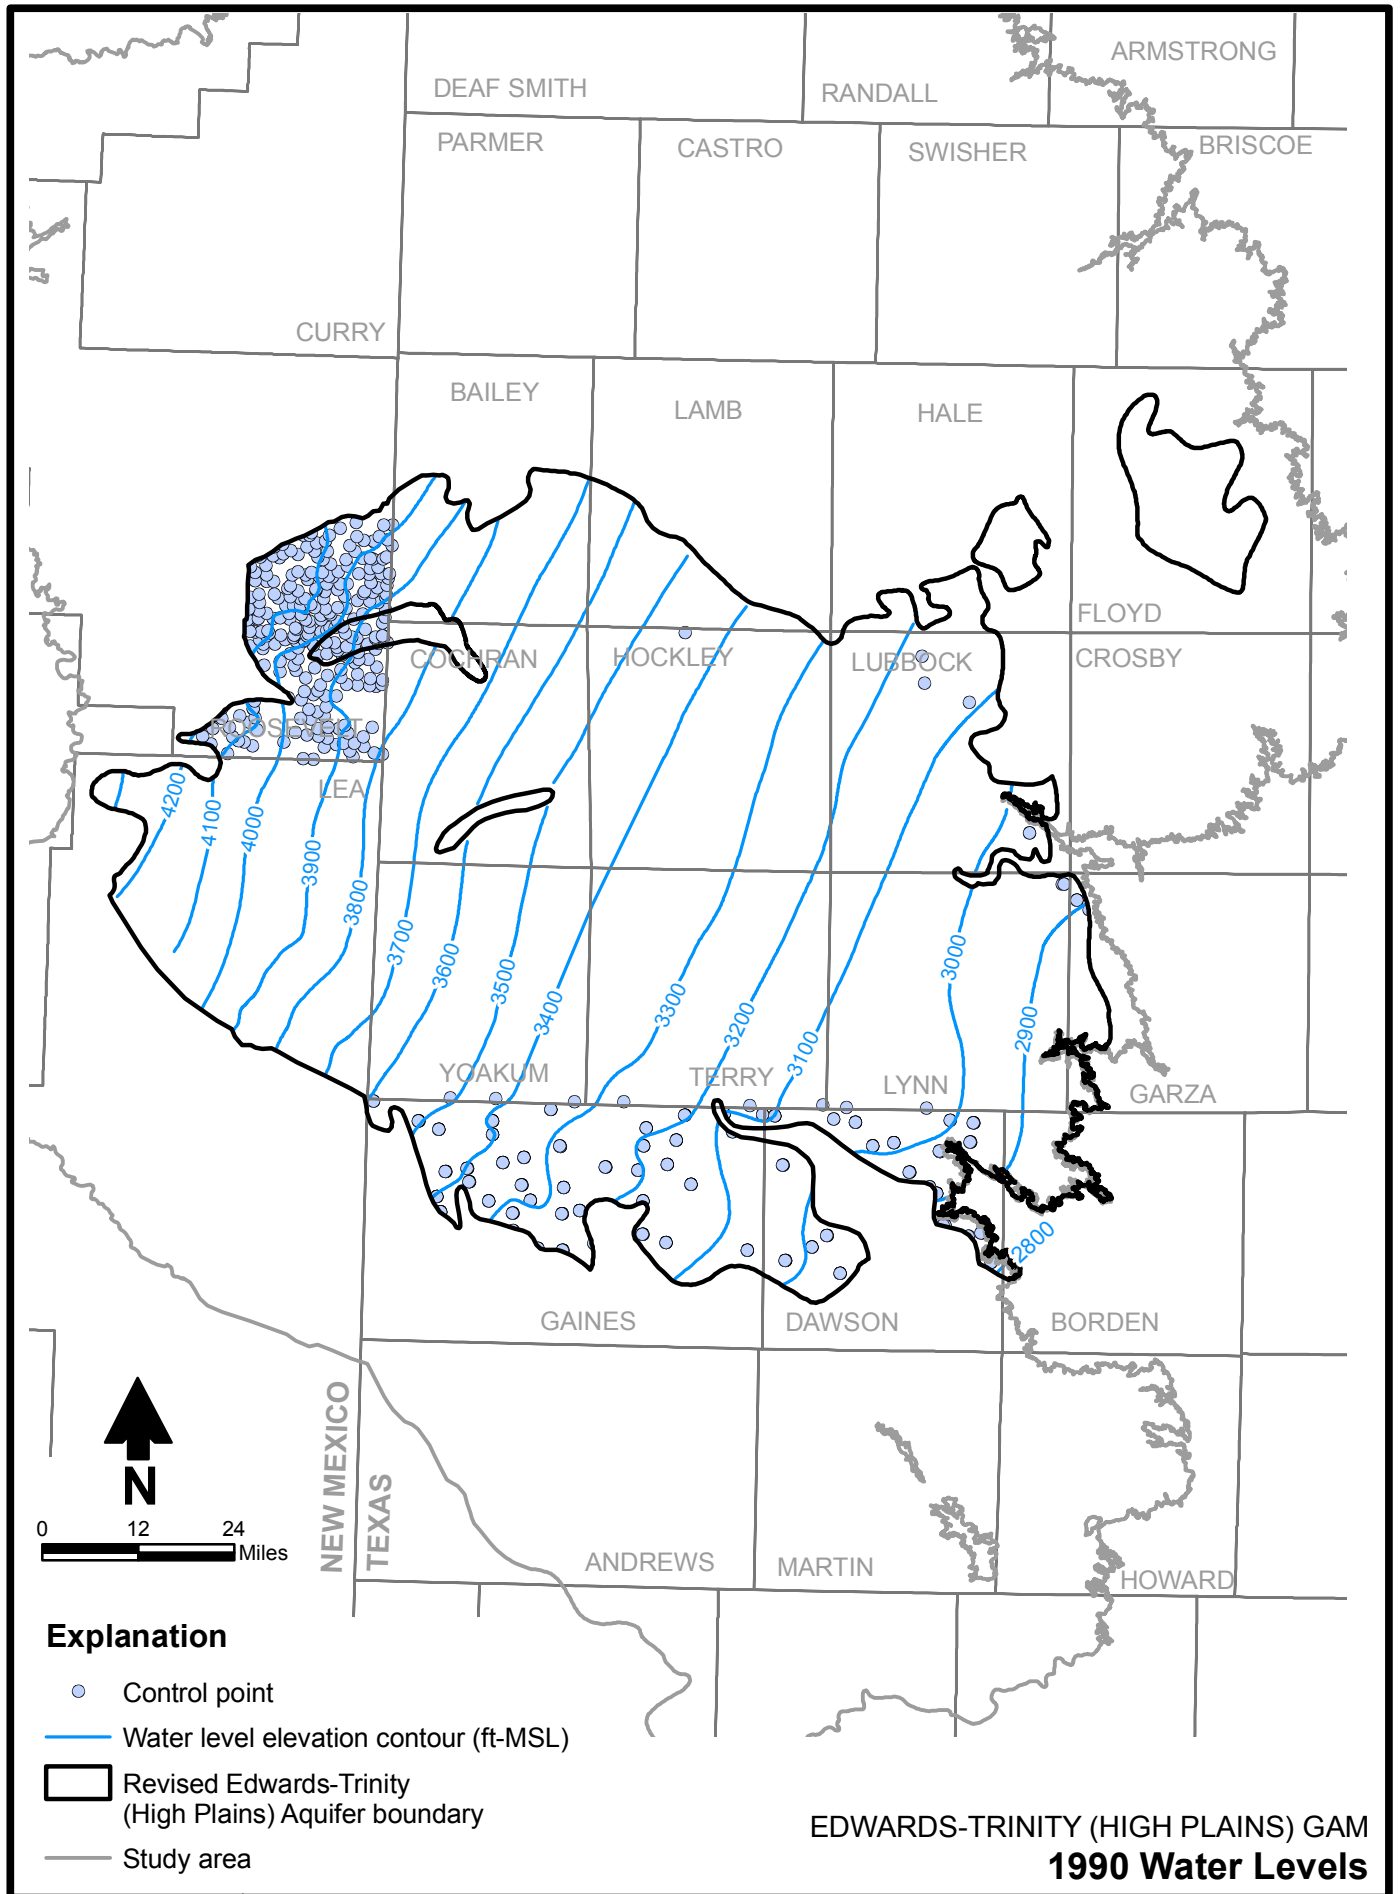 ARMSTRONG
DEAF SMITH
RANDALL
PARMER
CASTRO
SWISHER
BRISCOE
CURRY
BAILEY
LAMB
HALE
FLOYD
COCHRAN
HOCKLEY
LUBBOCK
CROSBY
ROOSEVELT
LEA
4200
4100
4000
3900
3800
3700
3600
3500
3400
3300
3200
3100
3000
2900
2800
YOAKUM
TERRY
LYNN
GARZA
GAINES
DAWSON
BORDEN
NEW MEXICO
TEXAS
ANDREWS
MARTIN
HOWARD
N
0 12 24
Miles
Explanation
Control point
Water level elevation contour (ft-MSL)
Revised Edwards-Trinity
(High Plains) Aquifer boundary
Study area
EDWARDS-TRINITY (HIGH PLAINS) GAM
1990 Water Levels